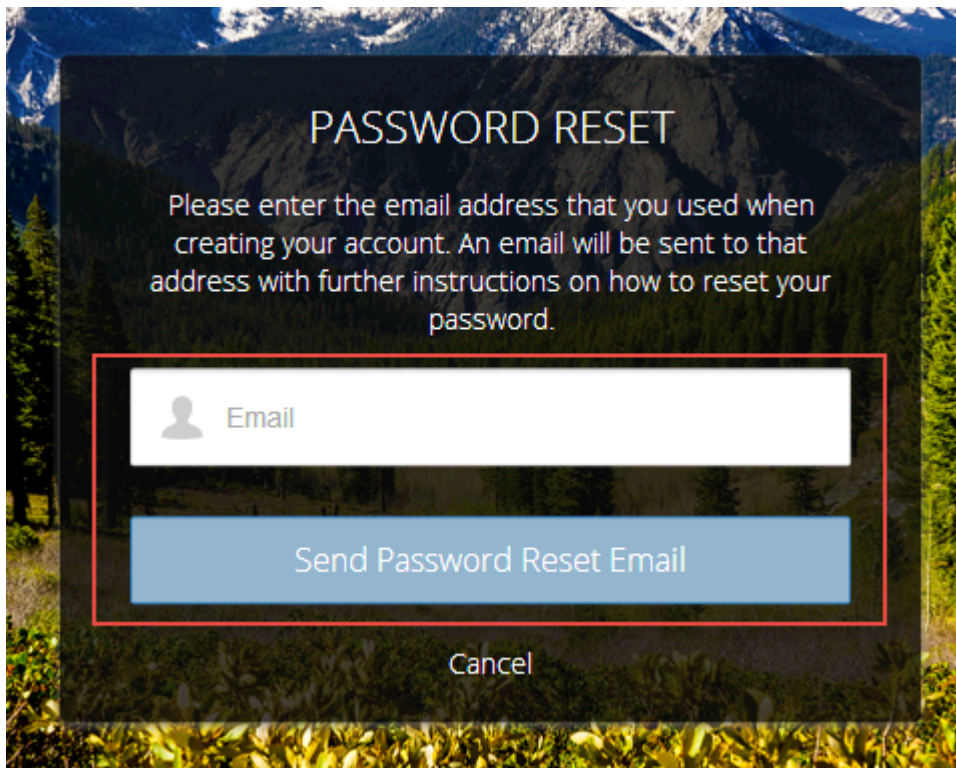 PASSWORD RESET
Please enter the email address that you used when
creating your account. An email will be sent to that
address with further instructions on how to reset your
password.
Email
Send Password Reset Email
Cancel